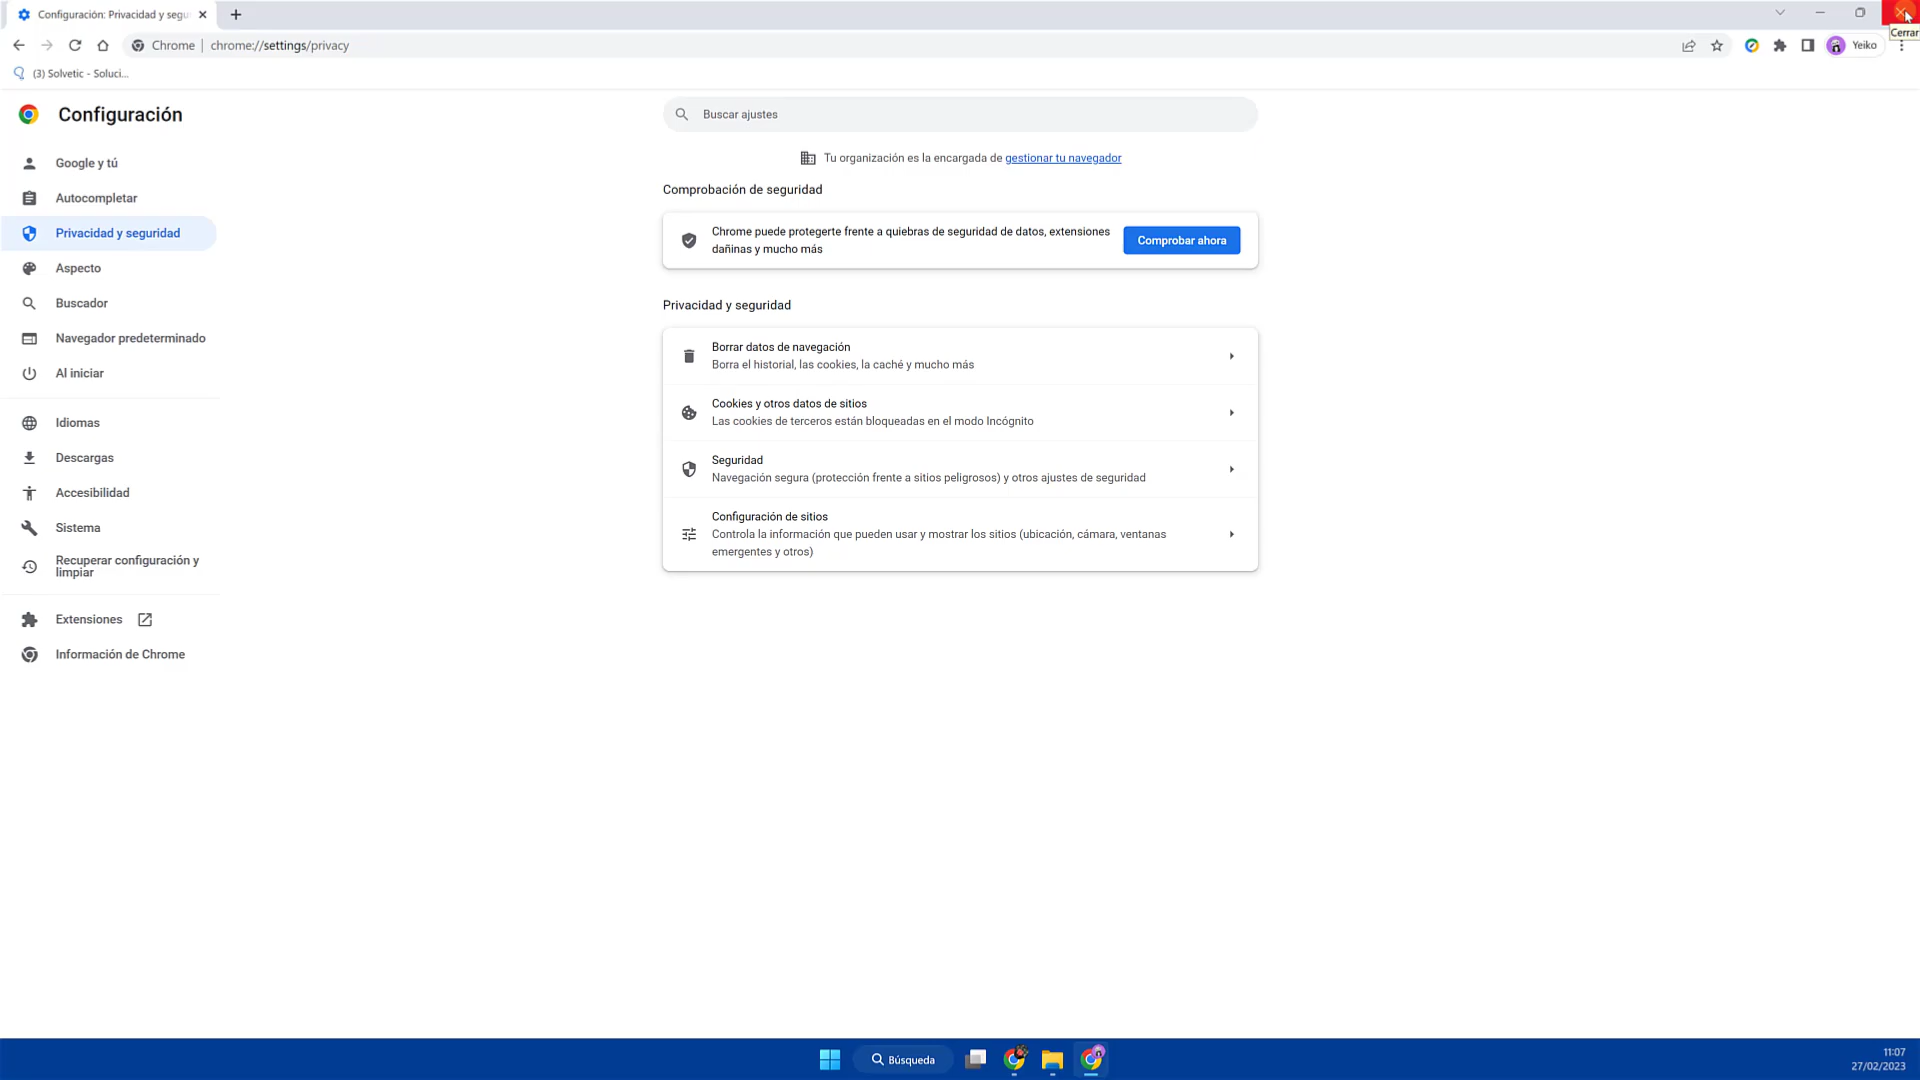 Configuración: Privacidad y segu
Cerrar
Chrome
chrome://settings/privacy
Yeiko
(3) Solvetic - Soluci...
Configuración
Buscar ajustes
Google y tú
Autocompletar
Privacidad y seguridad
Aspecto
Buscador
Navegador predeterminado
Al iniciar
Idiomas
Descargas
Accesibilidad
Sistema
Recuperar configuración y
limpiar
Extensiones
Información de Chrome
Tu organización es la encargada de gestionar tu navegador
Comprobación de seguridad
Chrome puede protegerte frente a quiebras de seguridad de datos, extensiones
dañinas y mucho más
Comprobar ahora
Privacidad y seguridad
Borrar datos de navegación
Borra el historial, las cookies, la caché y mucho más
Cookies y otros datos de sitios
Las cookies de terceros están bloqueadas en el modo Incógnito
Seguridad
Navegación segura (protección frente a sitios peligrosos) y otros ajustes de seguridad
Configuración de sitios
Controla la información que pueden usar y mostrar los sitios (ubicación, cámara, ventanas
emergentes y otros)
Búsqueda
11:07
27/02/2023